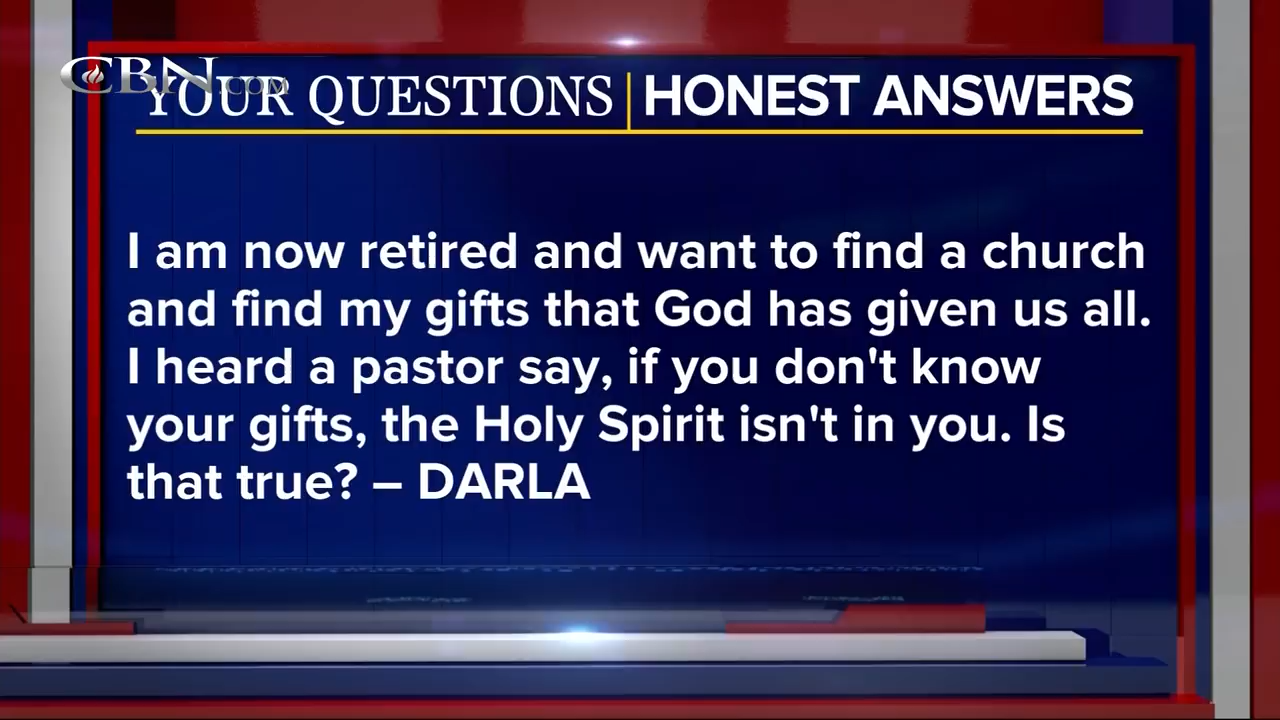 CBN.COM
YOUR QUESTIONS | HONEST ANSWERS
I am now retired and want to find a church
and find my gifts that God has given us all.
I heard a pastor say, if you don't know
your gifts, the Holy Spirit isn't in you. Is
that true? – DARLA